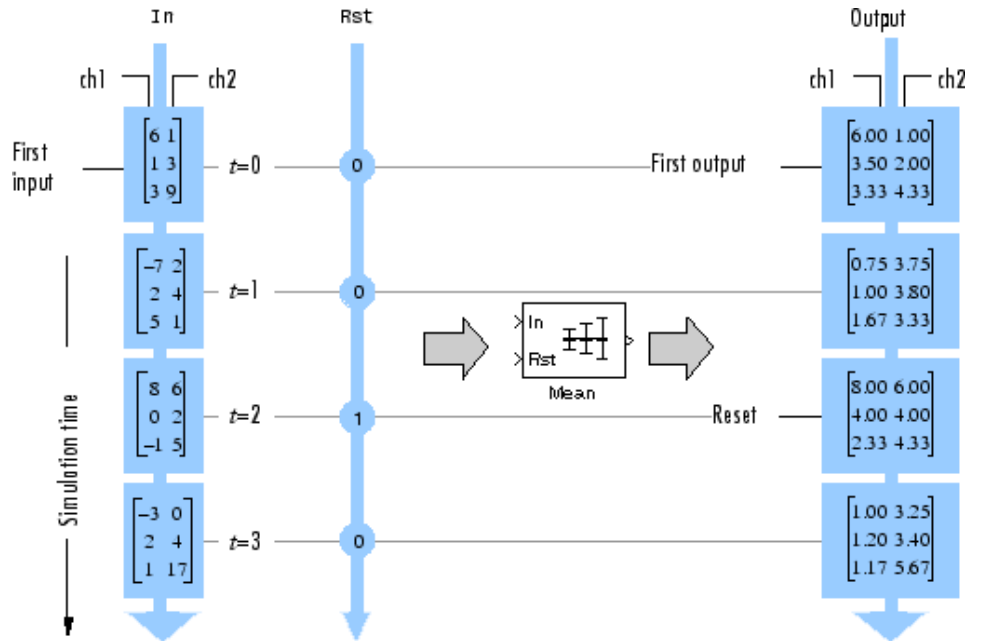 In Rst Output
ch1 ch2 ch1 ch2
First input
6 1
1 3
3 9
t=0
0
First output
6.00 1.00
3.50 2.00
3.33 4.33
-7 2
2 4
5 1
t=1
0
0.75 3.75
1.00 3.80
1.67 3.33
In
Rst
Mean
Simulation time
8 6
0 2
-1 5
t=2
1
Reset
8.00 6.00
4.00 4.00
2.33 4.33
-3 0
2 4
1 17
t=3
0
1.00 3.25
1.20 3.40
1.17 5.67